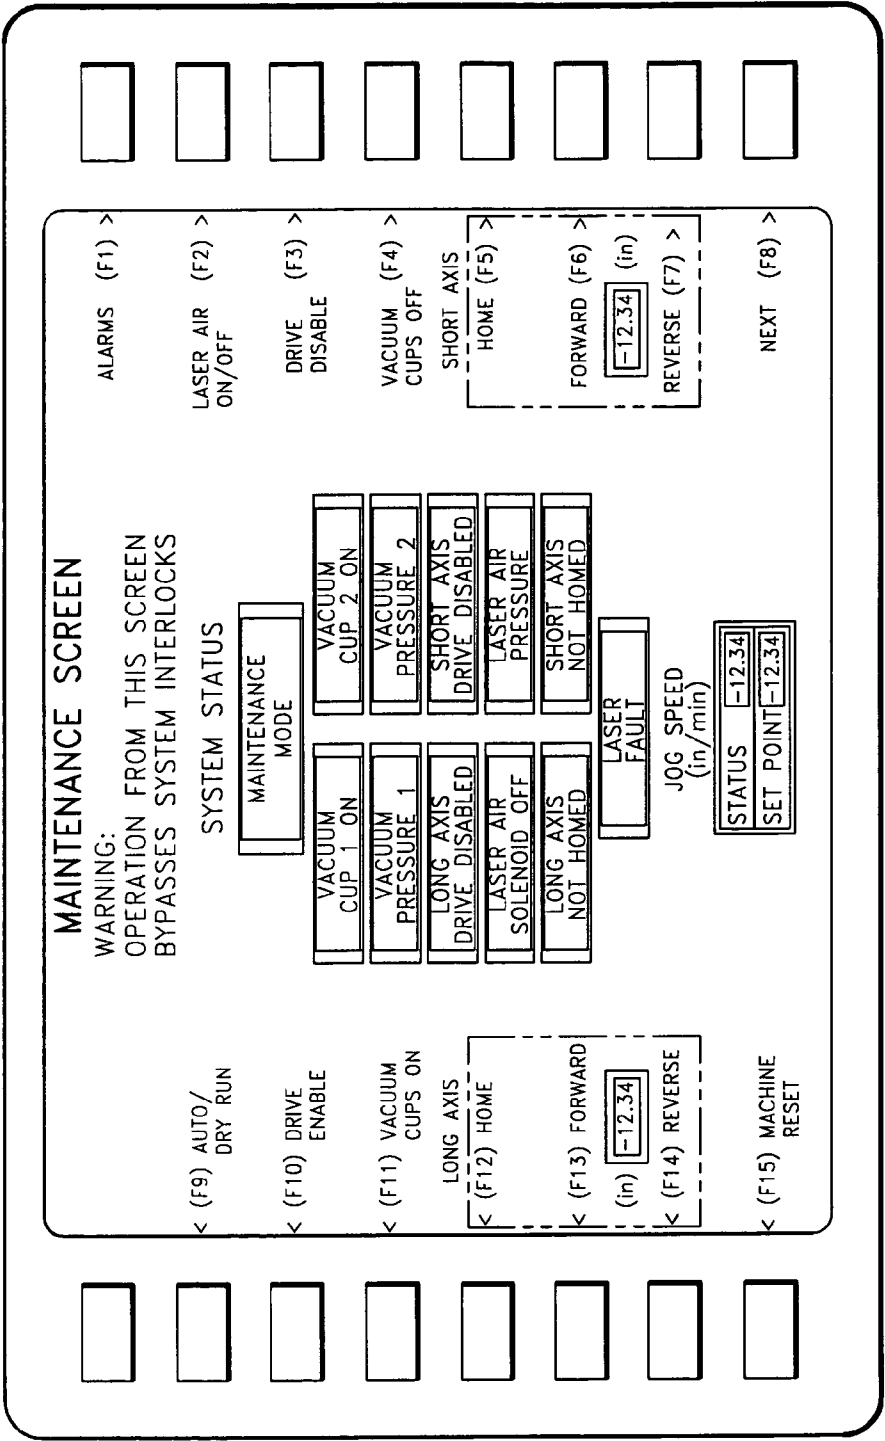 MAINTENANCE SCREEN
WARNING:
OPERATION FROM THIS SCREEN
BYPASSES SYSTEM INTERLOCKS
SYSTEM STATUS
MAINTENANCE
MODE
VACUUM
CUP 1 ON
VACUUM
CUP 2 ON
VACUUM
PRESSURE 1
VACUUM
PRESSURE 2
LONG AXIS
DRIVE DISABLED
SHORT AXIS
DRIVE DISABLED
LASER AIR
SOLENOID OFF
LASER AIR
PRESSURE
LONG AXIS
NOT HOMED
SHORT AXIS
NOT HOMED
LASER
FAULT
JOG SPEED
(in/min)
STATUS -12.34
SET POINT -12.34
< (F9) AUTO/
DRY RUN
< (F10) DRIVE
ENABLE
< (F11) VACUUM
CUPS ON
LONG AXIS
< (F12) HOME
< (F13) FORWARD
(in) -12.34
< (F14) REVERSE
< (F15) MACHINE
RESET
ALARMS (F1) >
LASER AIR (F2) >
ON/OFF
DRIVE (F3) >
DISABLE
VACUUM (F4) >
CUPS OFF
SHORT AXIS
HOME (F5) >
FORWARD (F6) >
-12.34 (in)
REVERSE (F7) >
NEXT (F8) >